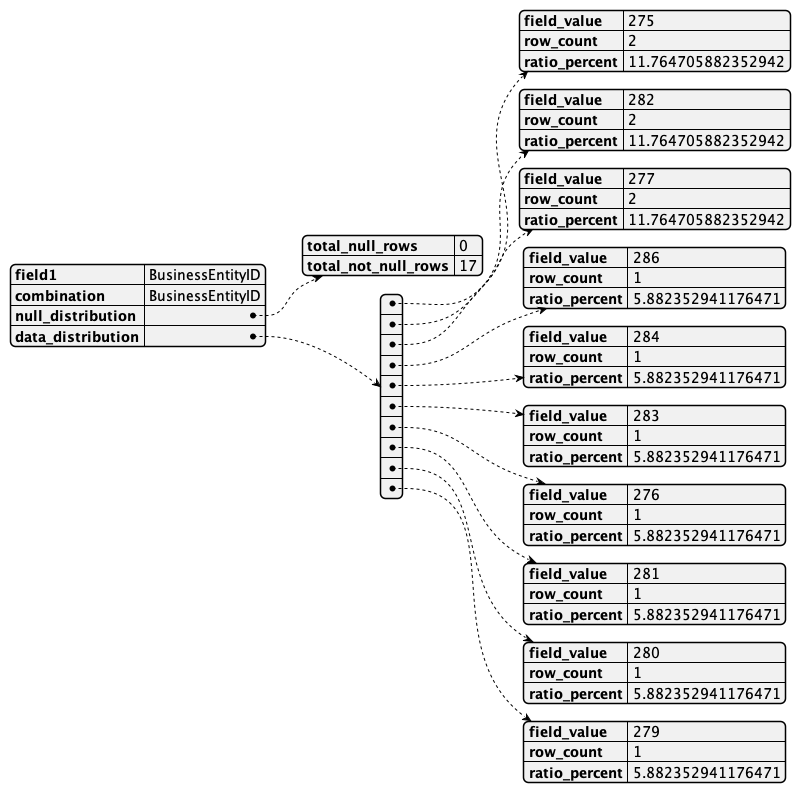 field1 BusinessEntityID
combination BusinessEntityID
null_distribution
data_distribution
total_null_rows 0
total_not_null_rows 17
field_value 275
row_count 2
ratio_percent 11.764705882352942
field_value 282
row_count 2
ratio_percent 11.764705882352942
field_value 277
row_count 2
ratio_percent 11.764705882352942
field_value 286
row_count 1
ratio_percent 5.882352941176471
field_value 284
row_count 1
ratio_percent 5.882352941176471
field_value 283
row_count 1
ratio_percent 5.882352941176471
field_value 276
row_count 1
ratio_percent 5.882352941176471
field_value 281
row_count 1
ratio_percent 5.882352941176471
field_value 280
row_count 1
ratio_percent 5.882352941176471
field_value 279
row_count 1
ratio_percent 5.882352941176471